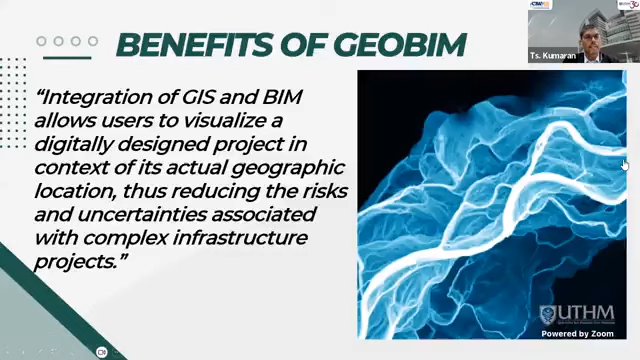 BENEFITS OF GEOBIM
“Integration of GIS and BIM
allows users to visualize a
digitally designed project in
context of its actual geographic
location, thus reducing the risks
and uncertainties associated
with complex infrastructure
projects.”
Ts. Kumaran
UTHM
Powered by Zoom